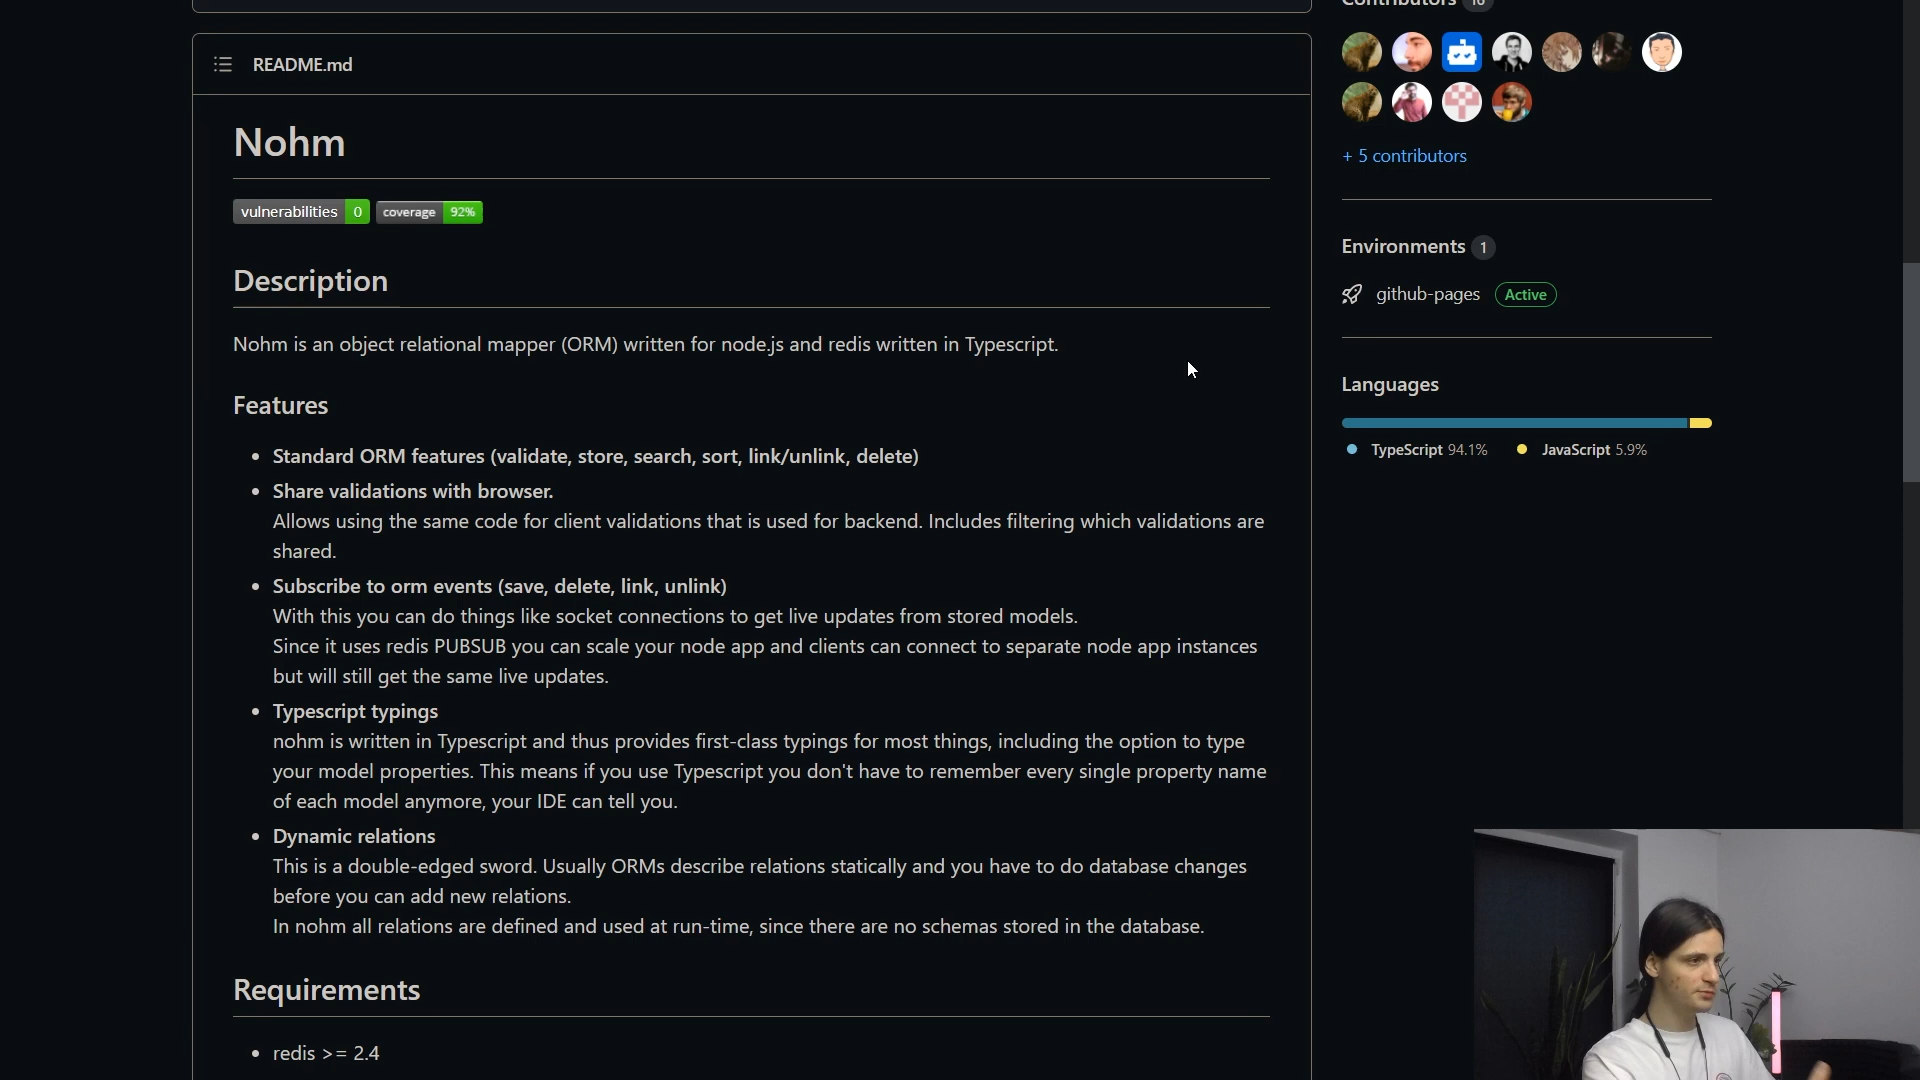 Contributors 16
README.md
Nohm
vulnerabilities 0 coverage 92%
Description
Nohm is an object relational mapper (ORM) written for node.js and redis written in Typescript.
Features
Standard ORM features (validate, store, search, sort, link/unlink, delete)
Share validations with browser.
Allows using the same code for client validations that is used for backend. Includes filtering which validations are
shared.
Subscribe to orm events (save, delete, link, unlink)
With this you can do things like socket connections to get live updates from stored models.
Since it uses redis PUBSUB you can scale your node app and clients can connect to separate node app instances
but will still get the same live updates.
Typescript typings
nohm is written in Typescript and thus provides first-class typings for most things, including the option to type
your model properties. This means if you use Typescript you don't have to remember every single property name
of each model anymore, your IDE can tell you.
Dynamic relations
This is a double-edged sword. Usually ORMs describe relations statically and you have to do database changes
before you can add new relations.
In nohm all relations are defined and used at run-time, since there are no schemas stored in the database.
Requirements
redis >= 2.4
+ 5 contributors
Environments 1
github-pages Active
Languages
TypeScript 94.1% JavaScript 5.9%